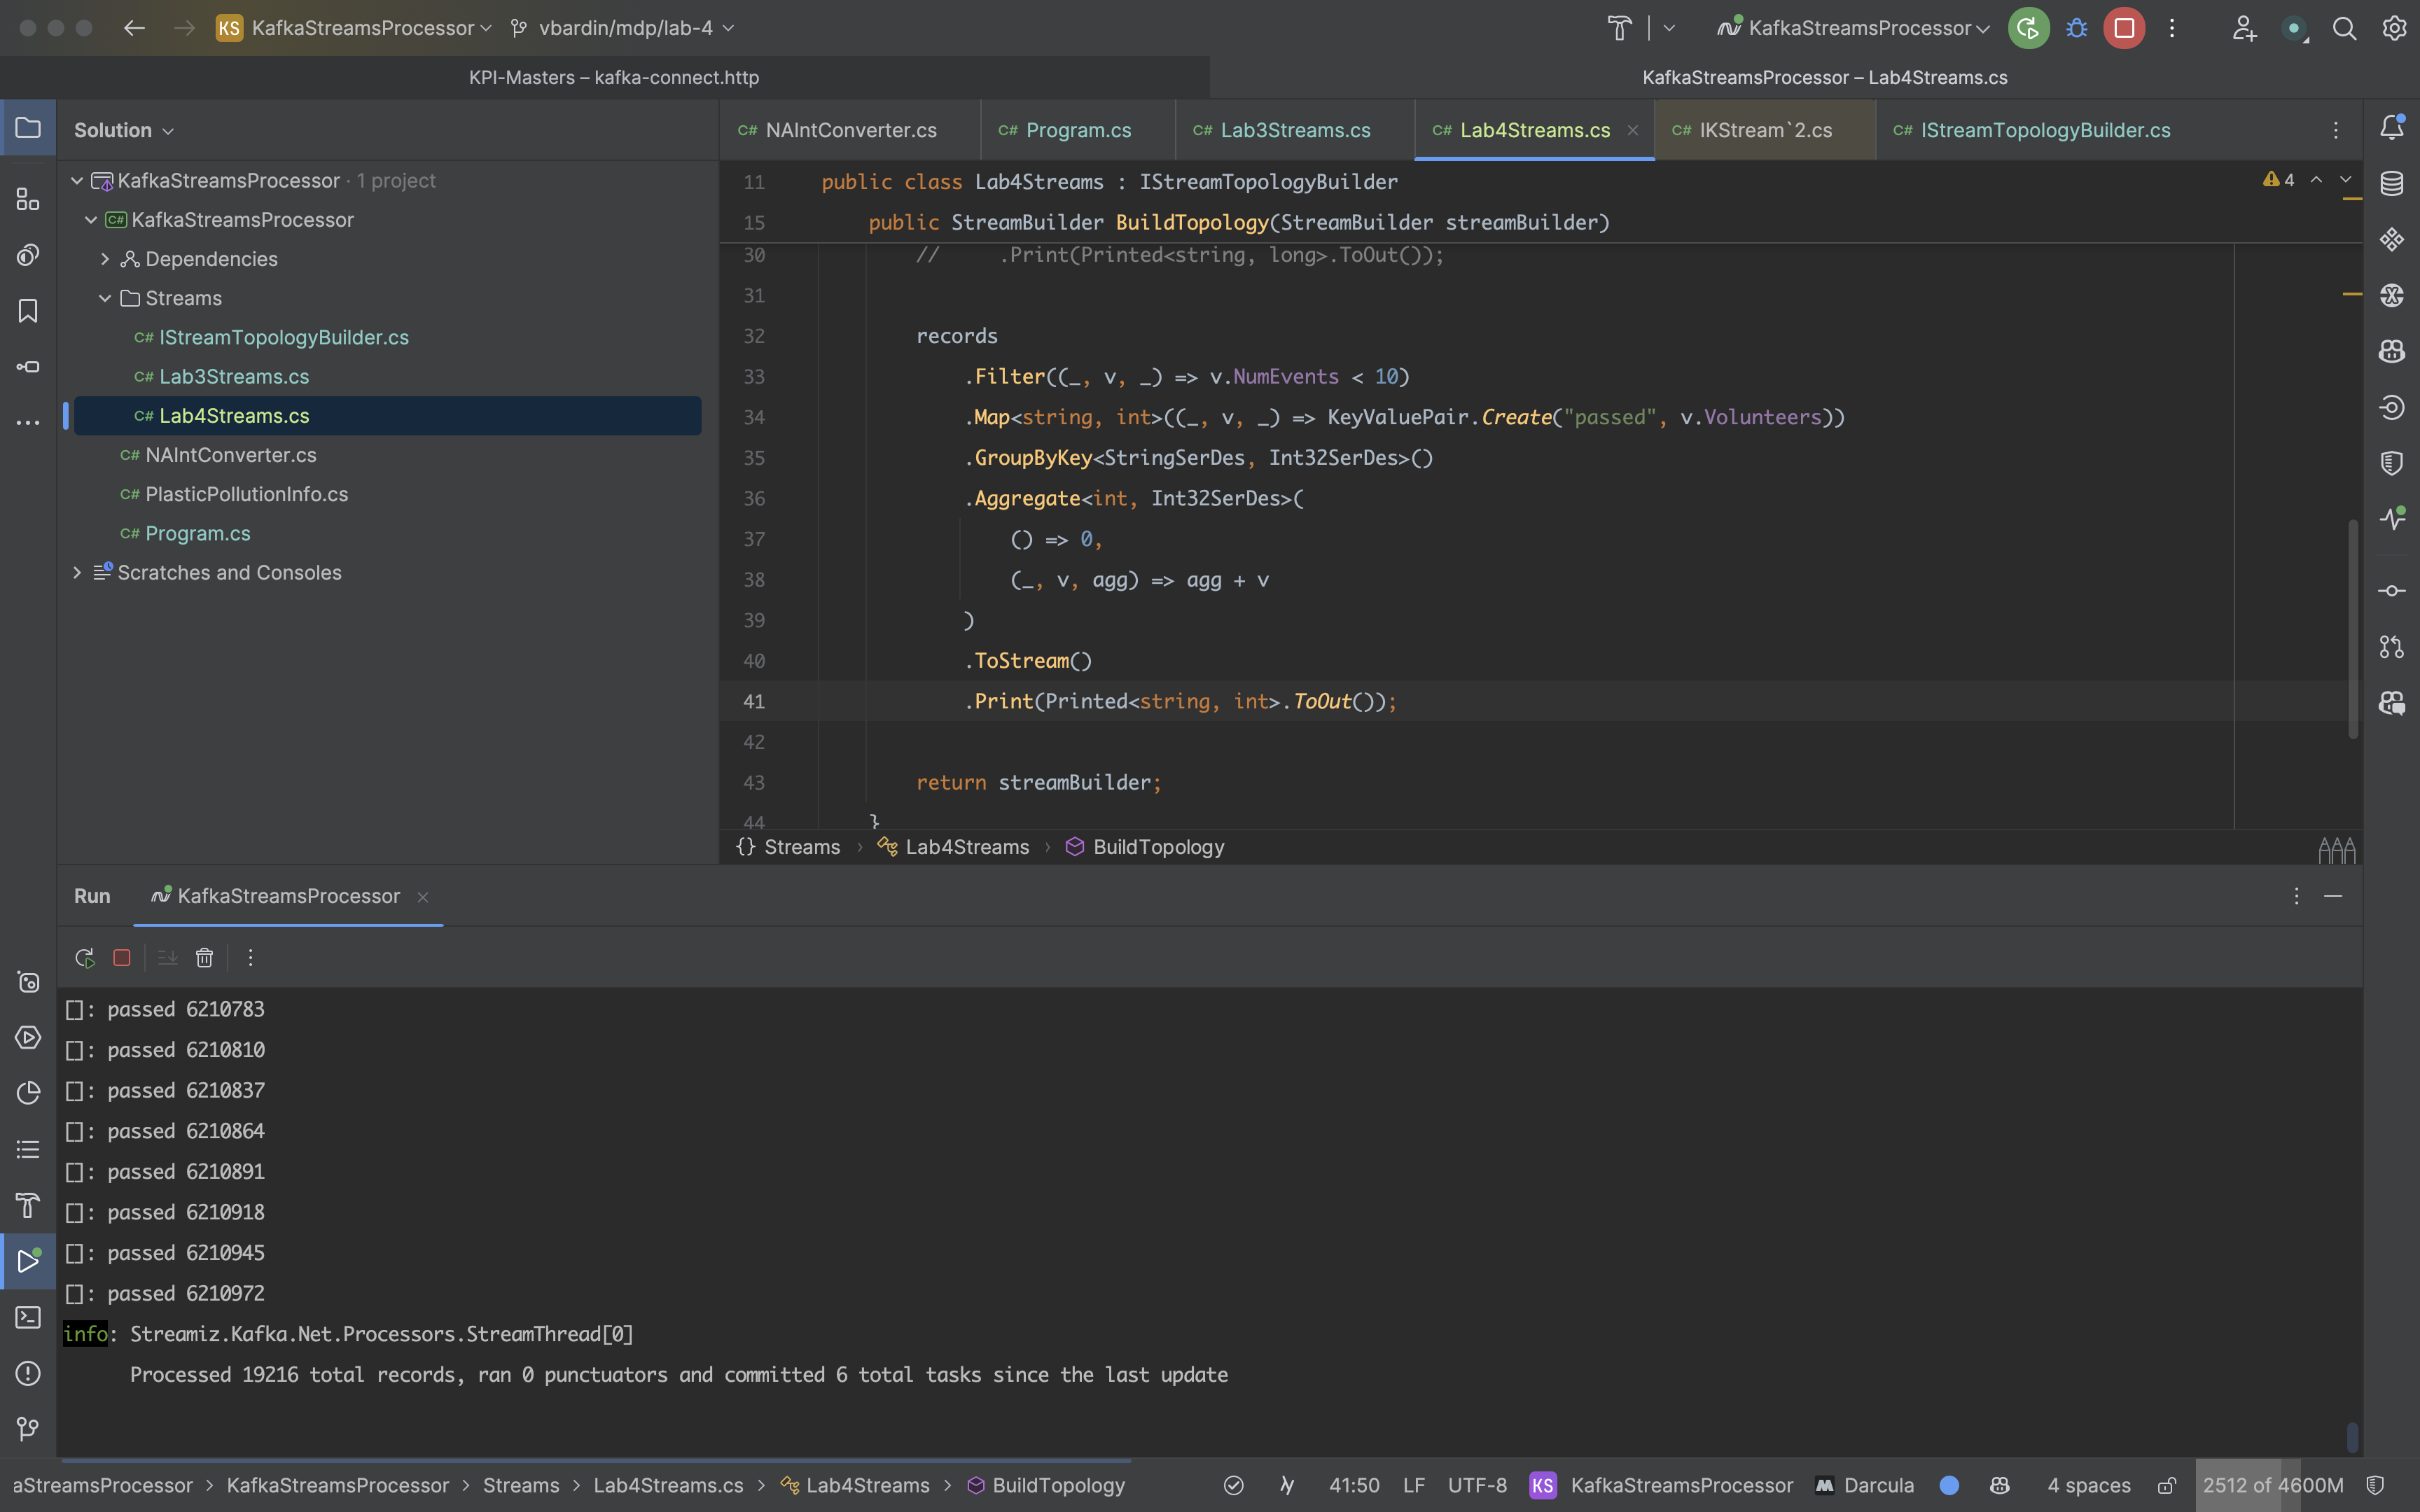 KS KafkaStreamsProcessor vbardin/mdp/lab-4 KafkaStreamsProcessor
KPI-Masters – kafka-connect.http KafkaStreamsProcessor – Lab4Streams.cs
Solution
C# NAIntConverter.cs C# Program.cs C# Lab3Streams.cs C# Lab4Streams.cs C# IKStream`2.cs C# IStreamTopologyBuilder.cs
KafkaStreamsProcessor · 1 project
C# KafkaStreamsProcessor
Dependencies
Streams
C# IStreamTopologyBuilder.cs
C# Lab3Streams.cs
C# Lab4Streams.cs
C# NAIntConverter.cs
C# PlasticPollutionInfo.cs
C# Program.cs
Scratches and Consoles
4
11 public class Lab4Streams : IStreamTopologyBuilder
15 public StreamBuilder BuildTopology(StreamBuilder streamBuilder)
30 // .Print(Printed<string, long>.ToOut());
31
32 records
33 .Filter((_, v, _) => v.NumEvents < 10)
34 .Map<string, int>((_, v, _) => KeyValuePair.Create("passed", v.Volunteers))
35 .GroupByKey<StringSerDes, Int32SerDes>()
36 .Aggregate<int, Int32SerDes>(
37 () => 0,
38 (_, v, agg) => agg + v
39 )
40 .ToStream()
41 .Print(Printed<string, int>.ToOut());
42
43 return streamBuilder;
44 }
{} Streams › Lab4Streams › BuildTopology
Run KafkaStreamsProcessor
[]: passed 6210783
[]: passed 6210810
[]: passed 6210837
[]: passed 6210864
[]: passed 6210891
[]: passed 6210918
[]: passed 6210945
[]: passed 6210972
info: Streamiz.Kafka.Net.Processors.StreamThread[0]
Processed 19216 total records, ran 0 punctuators and committed 6 total tasks since the last update
aStreamsProcessor › KafkaStreamsProcessor › Streams › Lab4Streams.cs › Lab4Streams › BuildTopology 41:50 LF UTF-8 KS KafkaStreamsProcessor Darcula 4 spaces 2512 of 4600M